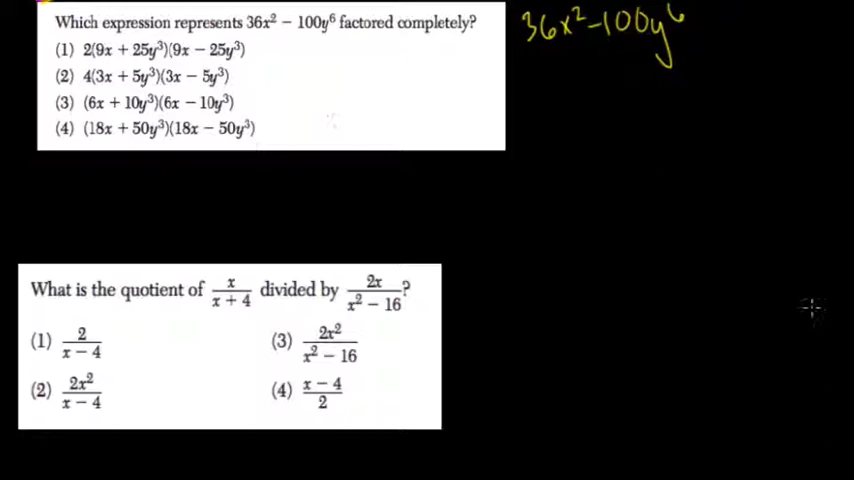 Which expression represents 36x² − 100y⁶ factored completely?
(1) 2(9x + 25y³)(9x − 25y³)
(2) 4(3x + 5y³)(3x − 5y³)
(3) (6x + 10y³)(6x − 10y³)
(4) (18x + 50y³)(18x − 50y³)
36x² − 100y⁶
What is the quotient of x/(x + 4) divided by 2x/(x² − 16)?
(1) 2/(x − 4)
(2) 2x²/(x − 4)
(3) 2x²/(x² − 16)
(4) (x − 4)/2